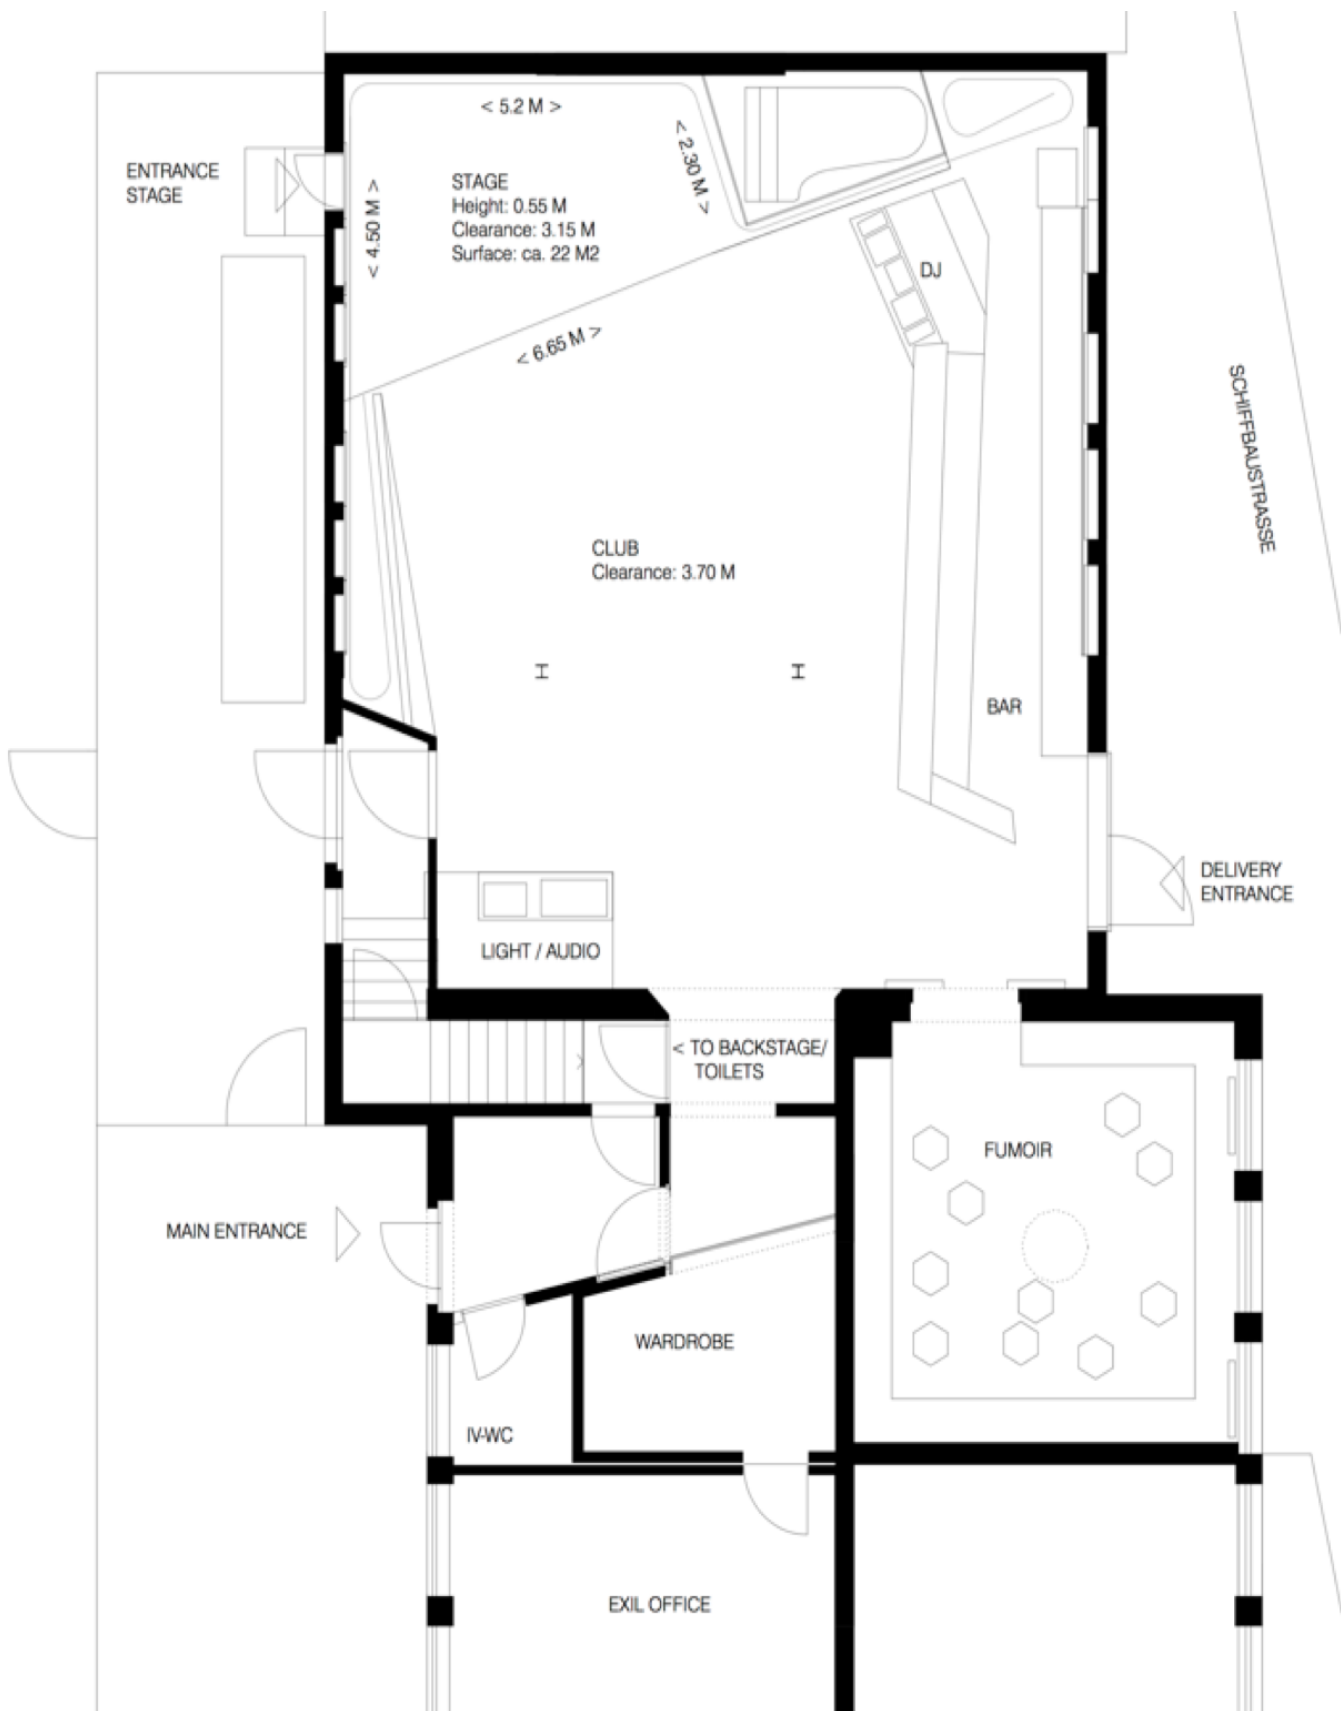 < 5.2 M >
ENTRANCE
STAGE
< 4.50 M >
STAGE
Height: 0.55 M
Clearance: 3.15 M
Surface: ca. 22 M2
< 2.30 M >
DJ
< 6.65 M >
SCHIFFBAUSTRASSE
CLUB
Clearance: 3.70 M
BAR
DELIVERY
ENTRANCE
LIGHT / AUDIO
< TO BACKSTAGE/
TOILETS
FUMOIR
MAIN ENTRANCE
WARDROBE
IV-WC
EXIL OFFICE